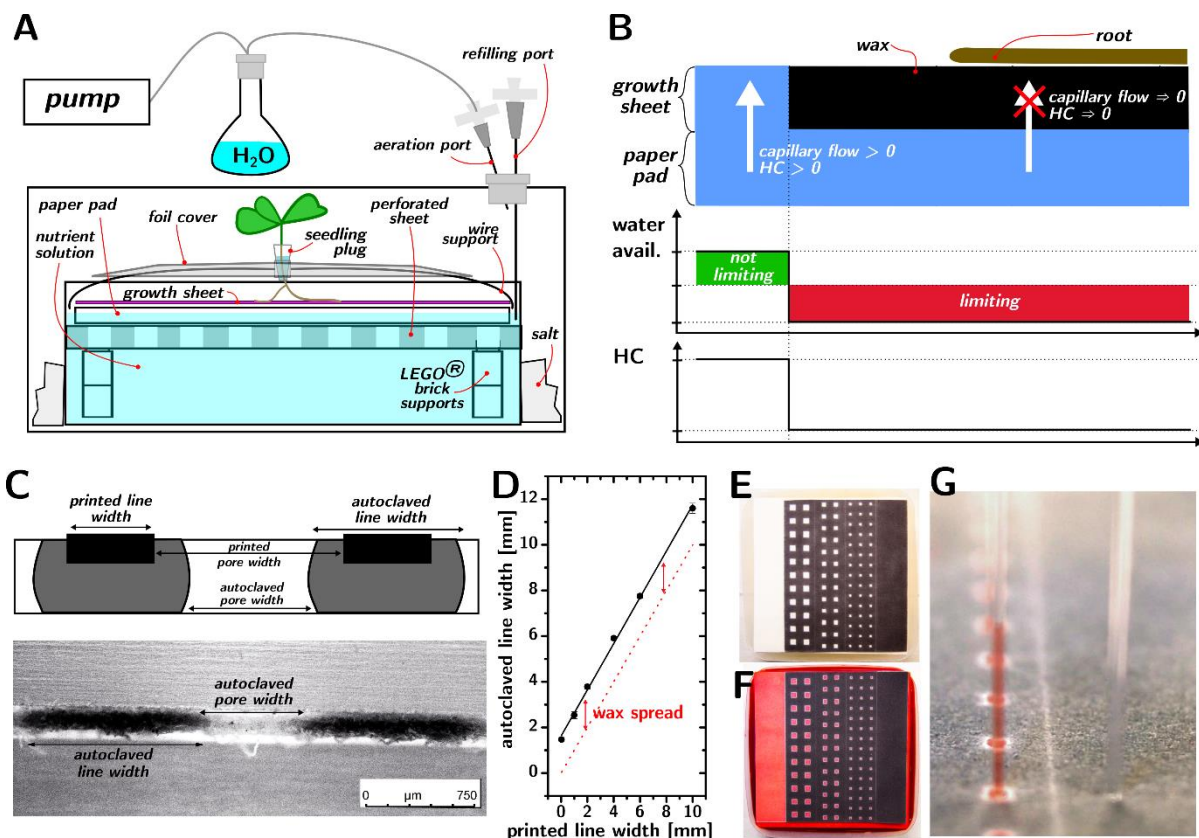 A
pump
H₂O
refilling port
aeration port
paper pad
foil cover
nutrient
solution
seedling
plug
perforated
sheet
wire
support
growth sheet
LEGO®
brick
supports
salt
B
wax
root
growth
sheet
paper
pad
capillary flow > 0
HC > 0
capillary flow ⇒ 0
HC ⇒ 0
water
avail.
not
limiting
limiting
HC
C
printed line
width
autoclaved
line width
printed
pore width
autoclaved
pore width
autoclaved
pore width
autoclaved
line width
µm
0 750
D
autoclaved line width [mm]
12
10
8
6
4
2
0
wax spread
0 2 4 6 8 10
printed line width [mm]
E
F
G